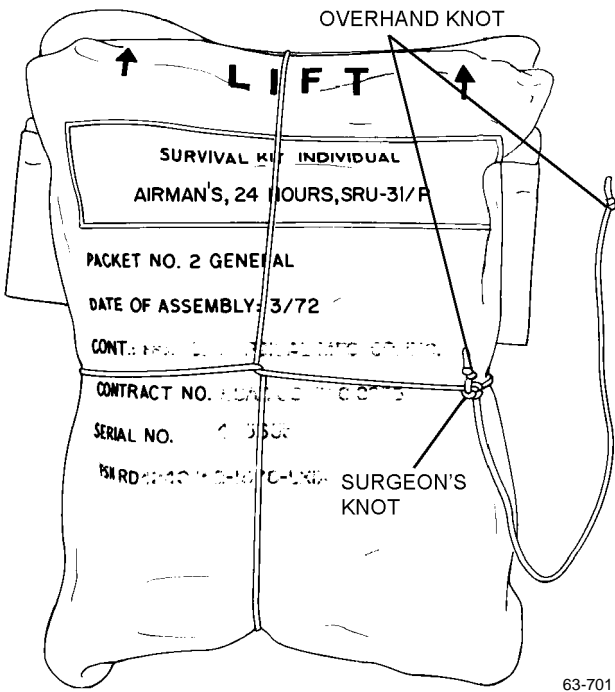 OVERHAND KNOT
LIFT
SURVIVAL KIT INDIVIDUAL
AIRMAN'S, 24 HOURS, SRU-31/P
PACKET NO. 2 GENERAL
DATE OF ASSEMBLY: 3/72
CONT.:
CONTRACT NO.
SERIAL NO.
SURGEON'S
KNOT
63-701